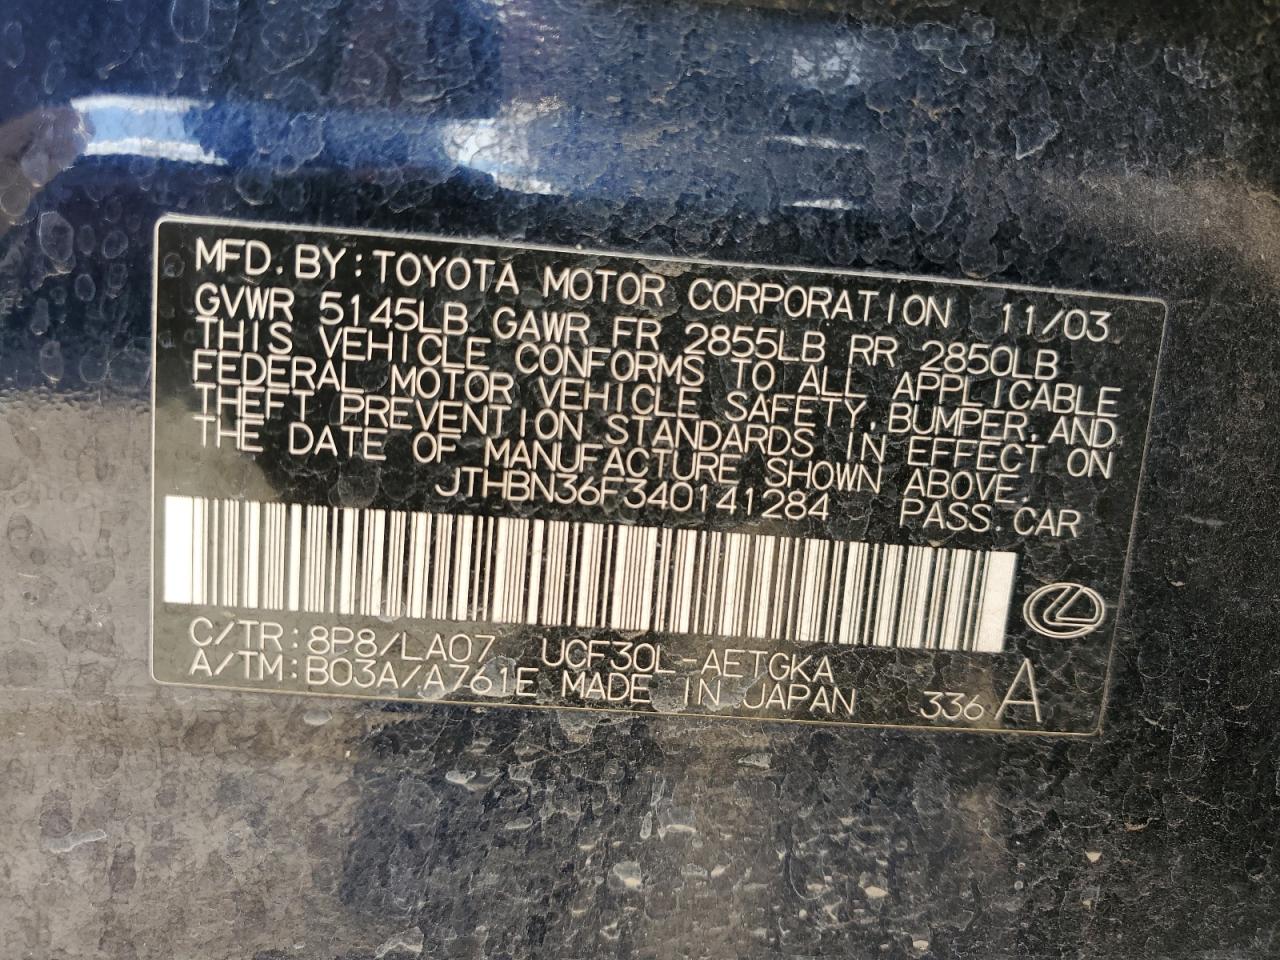 MFD. BY: TOYOTA MOTOR CORPORATION 11/03
GVWR 5145LB GAWR FR 2855LB RR 2850LB
THIS VEHICLE CONFORMS TO ALL APPLICABLE
FEDERAL MOTOR VEHICLE SAFETY, BUMPER, AND
THEFT PREVENTION STANDARDS IN EFFECT ON
THE DATE OF MANUFACTURE SHOWN ABOVE.
JTHBN36F340141284 PASS. CAR
C/TR: 8P8/LA07 UCF30L-AETGKA
A/TM: B03A/A761E MADE IN JAPAN 336 A